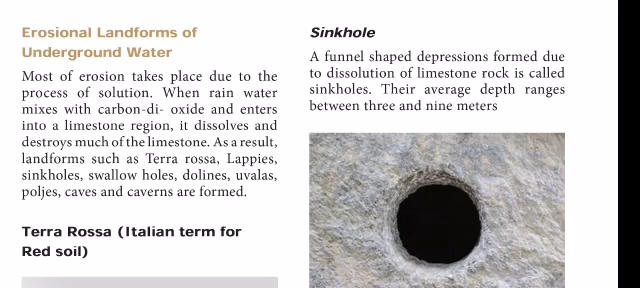 Erosional Landforms of
Underground Water
Most of erosion takes place due to the
process of solution. When rain water
mixes with carbon-di- oxide and enters
into a limestone region, it dissolves and
destroys much of the limestone. As a result,
landforms such as Terra rossa, Lappies,
sinkholes, swallow holes, dolines, uvalas,
poljes, caves and caverns are formed.
Terra Rossa (Italian term for
Red soil)
Sinkhole
A funnel shaped depressions formed due
to dissolution of limestone rock is called
sinkholes. Their average depth ranges
between three and nine meters